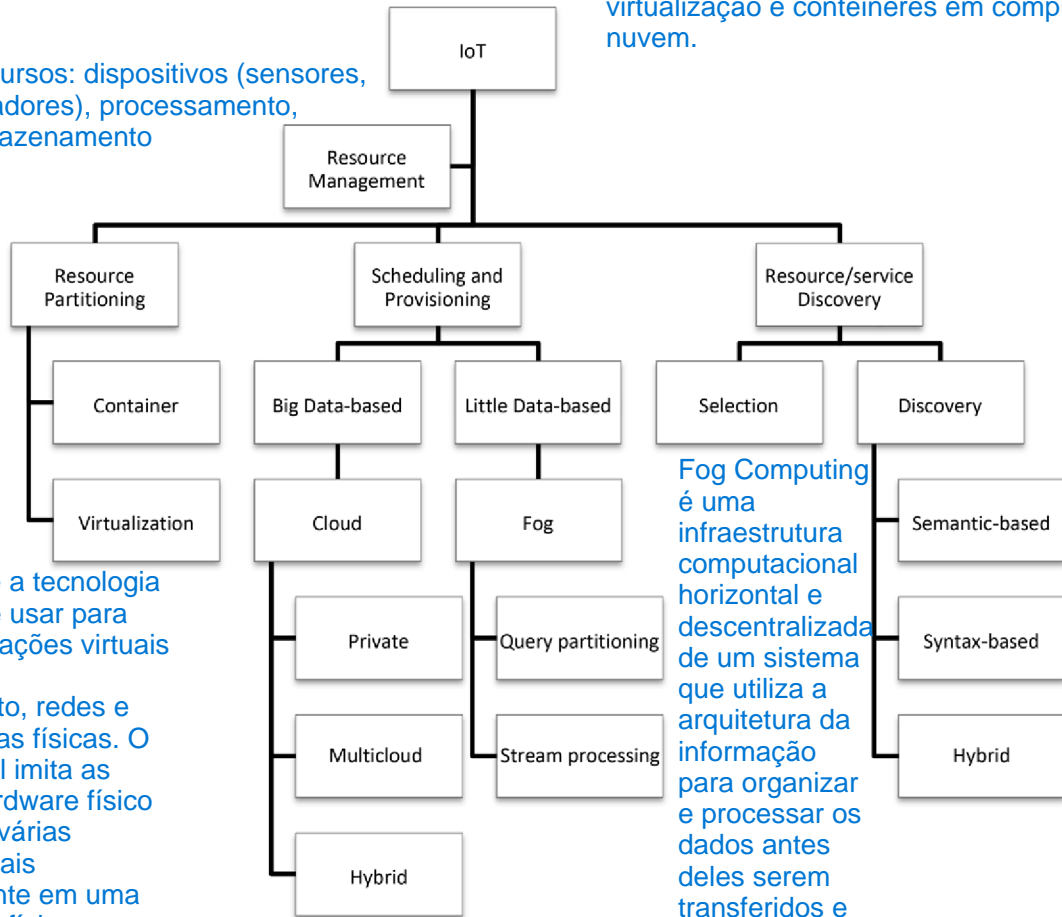 virtualização e contêineres em comp
nuvem.
IoT
ursos: dispositivos (sensores,
adores), processamento,
azenamento
Resource
Management
Resource
Partitioning
Scheduling and
Provisioning
Resource/service
Discovery
Container
Big Data-based
Little Data-based
Selection
Discovery
Virtualization
Cloud
Fog
Semantic-based
Private
Query partitioning
Syntax-based
Multicloud
Stream processing
Hybrid
Hybrid
Fog Computing
é uma
infraestrutura
computacional
horizontal e
descentralizada
de um sistema
que utiliza a
arquitetura da
informação
para organizar
e processar os
dados antes
deles serem
transferidos e
a tecnologia
usar para
ações virtuais
to, redes e
as físicas. O
l imita as
rdware físico
várias
ais
nte em uma